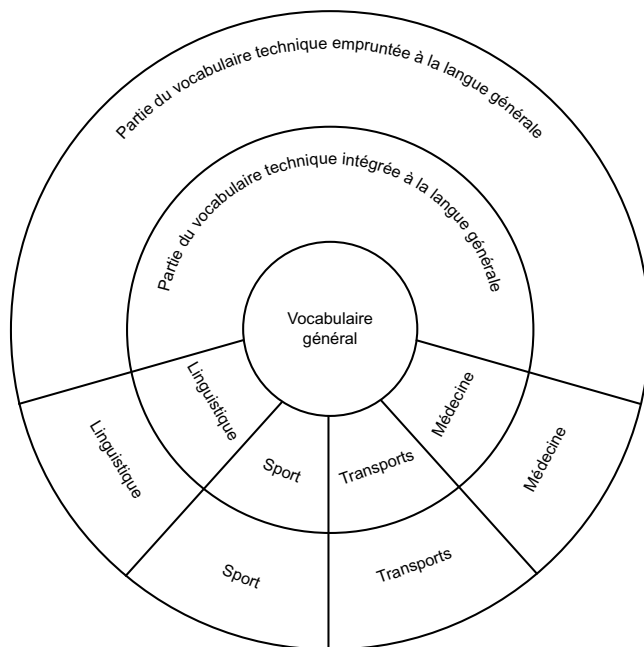 Partie du vocabulaire technique empruntée à la langue générale
Partie du vocabulaire technique intégrée à la langue générale
Vocabulaire
général
Linguistique
Sport
Transports
Médecine
Linguistique
Sport
Transports
Médecine